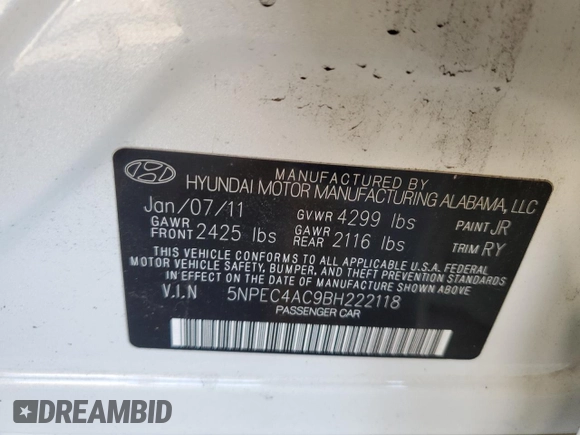 MANUFACTURED BY
HYUNDAI MOTOR MANUFACTURING ALABAMA, LLC
Jan/07/11 GVWR 4299 lbs PAINT JR
GAWR FRONT 2425 lbs GAWR REAR 2116 lbs TRIM RY
THIS VEHICLE CONFORMS TO ALL APPLICABLE U.S.A. FEDERAL
MOTOR VEHICLE SAFETY, BUMPER, AND THEFT PREVENTION STANDARDS
IN EFFECT ON THE DATE OF MANUFACTURE SHOWN ABOVE.
V.I.N 5NPEC4AC9BH222118
PASSENGER CAR
DREAMBID